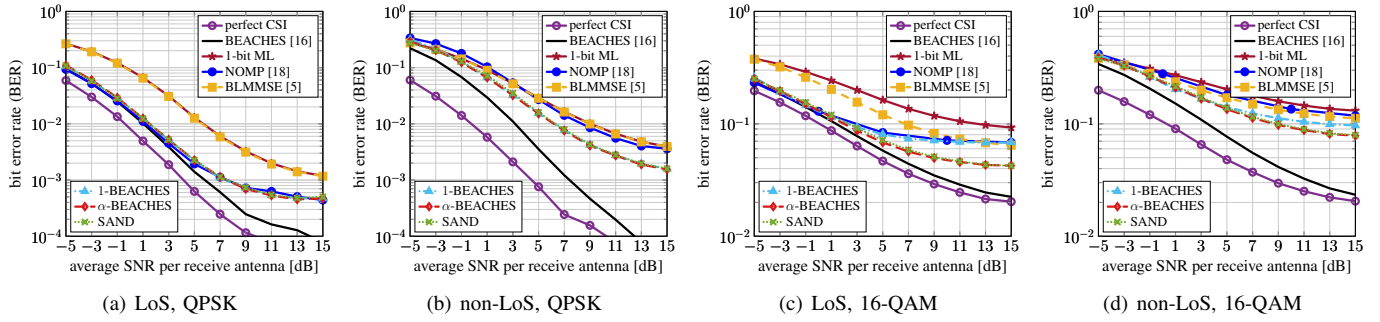 10^0
10^{-1}
10^{-2}
10^{-3}
10^{-4}
bit error rate (BER)
perfect CSI
BEACHES [16]
1-bit ML
NOMP [18]
BLMMSE [5]
1-BEACHES
α-BEACHES
SAND
−5 −3 −1 1 3 5 7 9 11 13 15
average SNR per receive antenna [dB]
(a) LoS, QPSK
10^0
10^{-1}
10^{-2}
10^{-3}
10^{-4}
bit error rate (BER)
perfect CSI
BEACHES [16]
1-bit ML
NOMP [18]
BLMMSE [5]
1-BEACHES
α-BEACHES
SAND
−5 −3 −1 1 3 5 7 9 11 13 15
average SNR per receive antenna [dB]
(b) non-LoS, QPSK
10^0
10^{-1}
10^{-2}
bit error rate (BER)
perfect CSI
BEACHES [16]
1-bit ML
NOMP [18]
BLMMSE [5]
1-BEACHES
α-BEACHES
SAND
−5 −3 −1 1 3 5 7 9 11 13 15
average SNR per receive antenna [dB]
(c) LoS, 16-QAM
10^0
10^{-1}
10^{-2}
bit error rate (BER)
perfect CSI
BEACHES [16]
1-bit ML
NOMP [18]
BLMMSE [5]
1-BEACHES
α-BEACHES
SAND
−5 −3 −1 1 3 5 7 9 11 13 15
average SNR per receive antenna [dB]
(d) non-LoS, 16-QAM